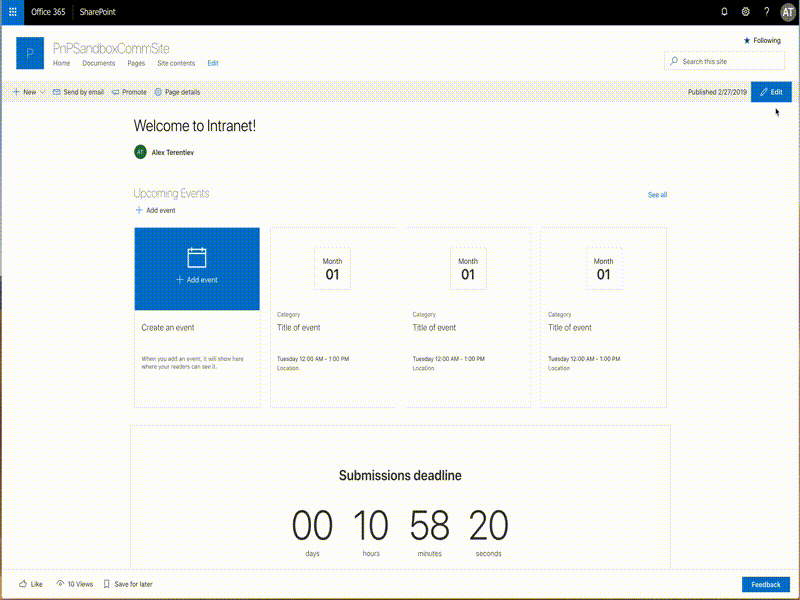 Office 365 SharePoint ? AT
Following
P PnPSandboxCommSite
Home Documents Pages Site contents Edit
Search this site
New Send by email Promote Page details Published 2/27/2019 Edit
Welcome to Intranet!
AT Alex Terentiev
Upcoming Events See all
+ Add event
+ Add event
Create an event
When you add an event, it will show here
where your readers can see it.
Month
01
Category
Title of event
Tuesday 12:00 AM - 1:00 PM
Location
Month
01
Category
Title of event
Tuesday 12:00 AM - 1:00 PM
Location
Month
01
Category
Title of event
Tuesday 12:00 AM - 1:00 PM
Location
Submissions deadline
00 10 58 20
days hours minutes seconds
Like 10 Views Save for later Feedback